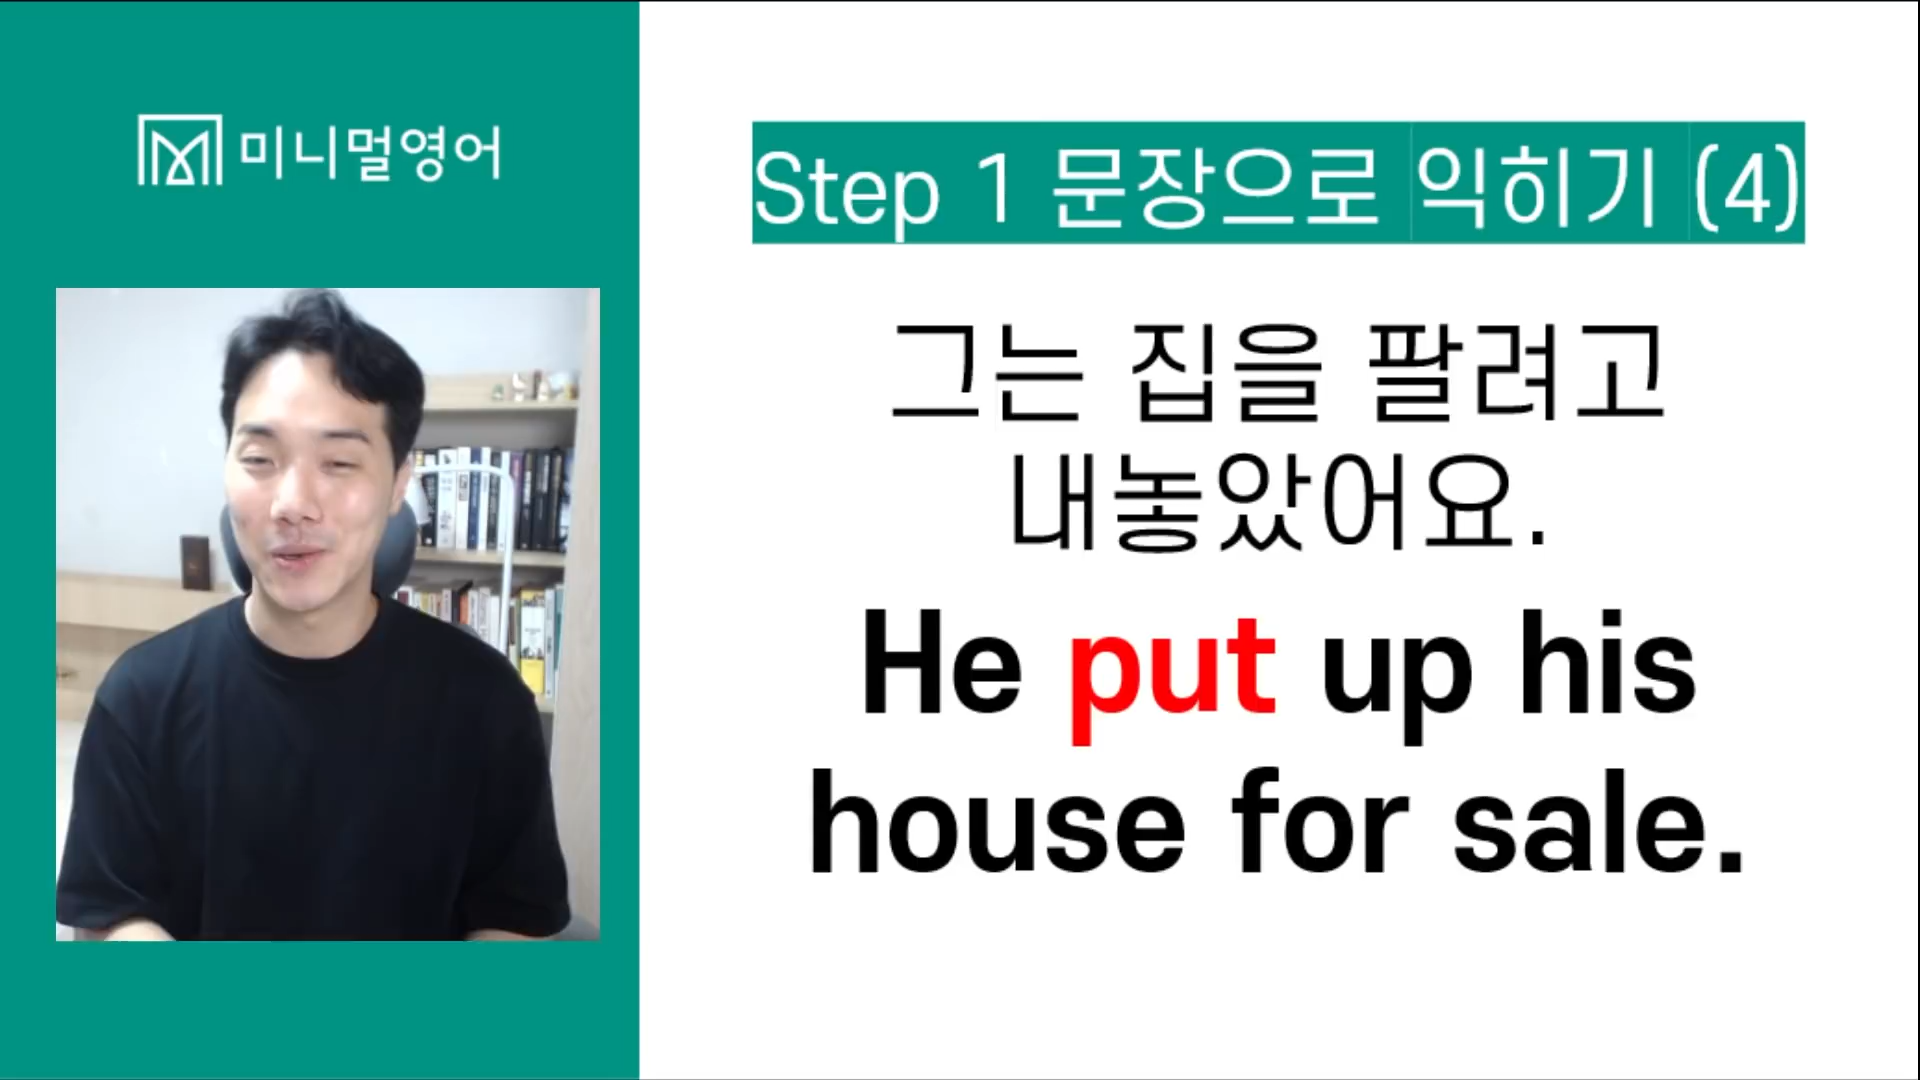 미니멀영어
Step 1 문장으로 익히기 (4)
그는 집을 팔려고
내놓았어요.
He put up his
house for sale.